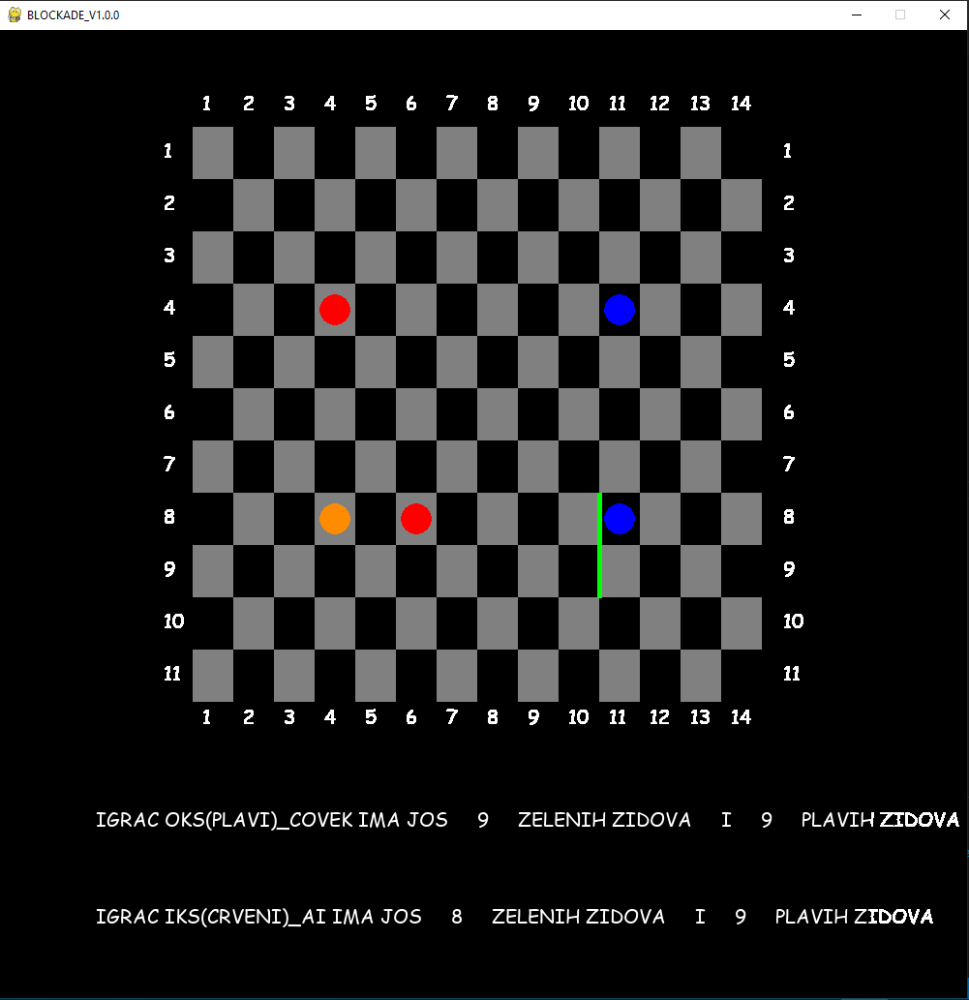 BLOCKADE_V1.0.0
1 2 3 4 5 6 7 8 9 10 11 12 13 14
1 1
2 2
3 3
4 4
5 5
6 6
7 7
8 8
9 9
10 10
11 11
1 2 3 4 5 6 7 8 9 10 11 12 13 14
IGRAC OKS(PLAVI)_COVEK IMA JOS 9 ZELENIH ZIDOVA I 9 PLAVIH ZIDOVA
IGRAC IKS(CRVENI)_AI IMA JOS 8 ZELENIH ZIDOVA I 9 PLAVIH ZIDOVA